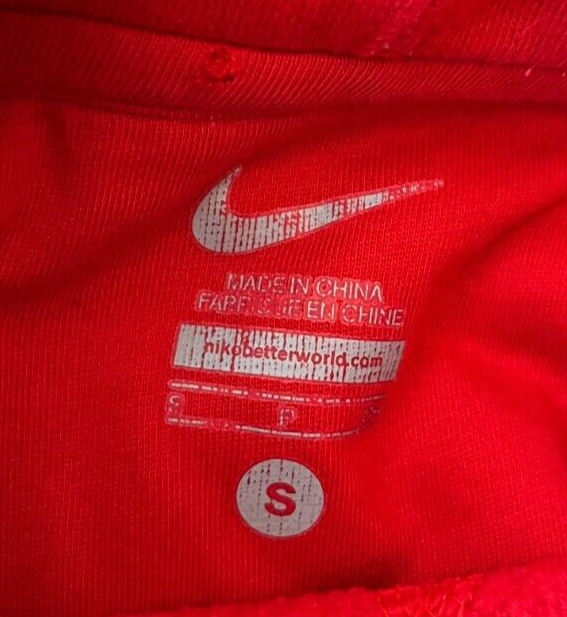 MADE IN CHINA
FABRIQUE EN CHINE
nikebetterworld.com
S P
S